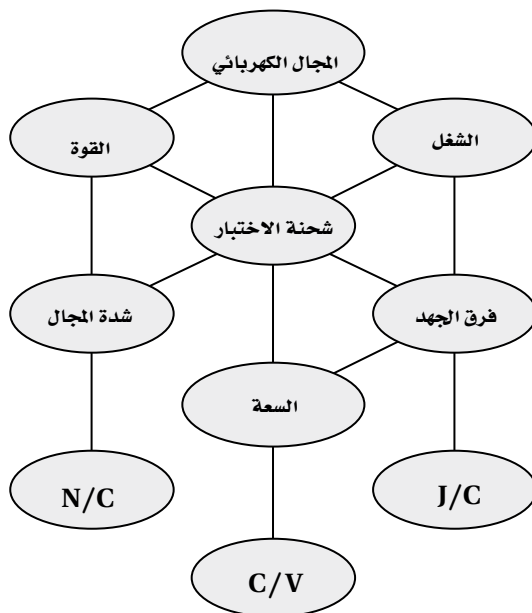 المجال الكهربائي
القوة
الشغل
شحنة الاختبار
شدة المجال
فرق الجهد
السعة
N/C
J/C
C/V